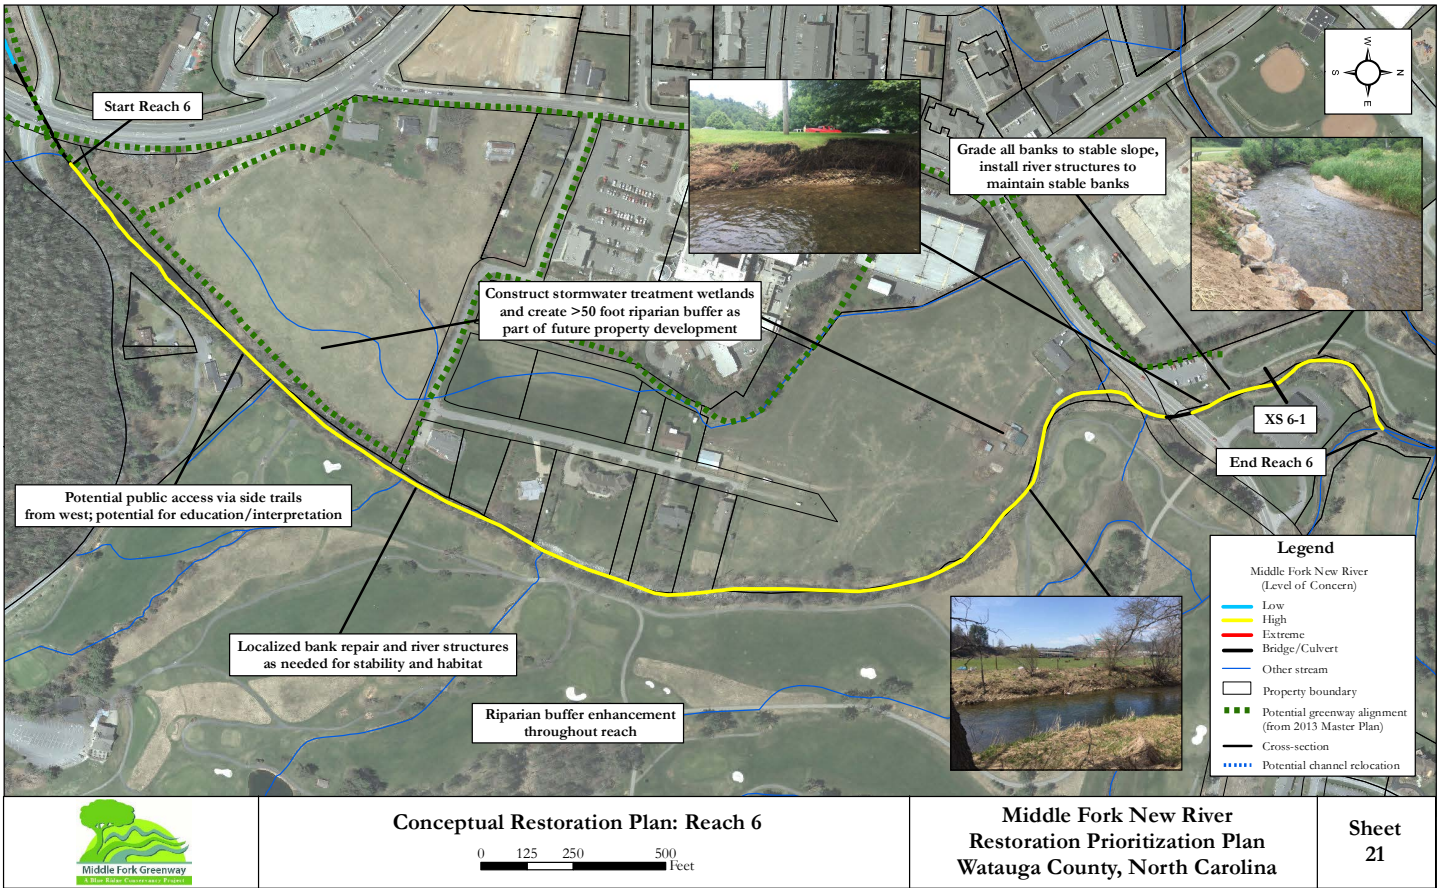 Start Reach 6
W
S
N
E
Grade all banks to stable slope,
install river structures to
maintain stable banks
Construct stormwater treatment wetlands
and create >50 foot riparian buffer as
part of future property development
XS 6-1
End Reach 6
Potential public access via side trails
from west; potential for education/interpretation
Localized bank repair and river structures
as needed for stability and habitat
Riparian buffer enhancement
throughout reach
Legend
Middle Fork New River
(Level of Concern)
Low
High
Extreme
Bridge/Culvert
Other stream
Property boundary
Potential greenway alignment
(from 2013 Master Plan)
Cross-section
Potential channel relocation
Middle Fork Greenway
A Blue Ridge Conservancy Project
Conceptual Restoration Plan: Reach 6
0 125 250 500
Feet
Middle Fork New River
Restoration Prioritization Plan
Watauga County, North Carolina
Sheet
21